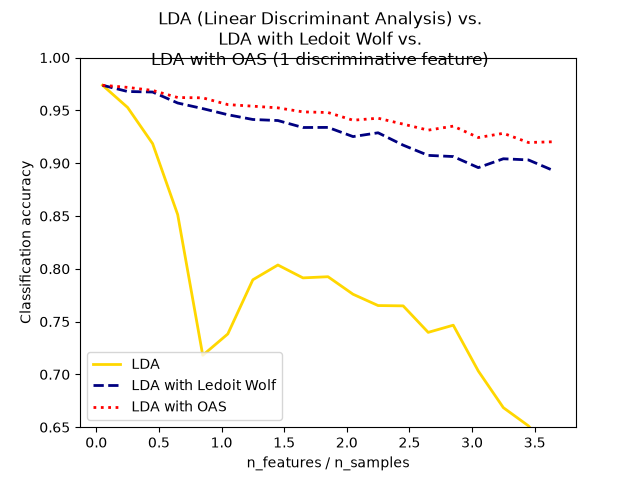 LDA (Linear Discriminant Analysis) vs.
LDA with Ledoit Wolf vs.
LDA with OAS (1 discriminative feature)
1.00
0.95
0.90
0.85
0.80
0.75
0.70
0.65
Classification accuracy
LDA
LDA with Ledoit Wolf
LDA with OAS
0.0 0.5 1.0 1.5 2.0 2.5 3.0 3.5
n_features / n_samples